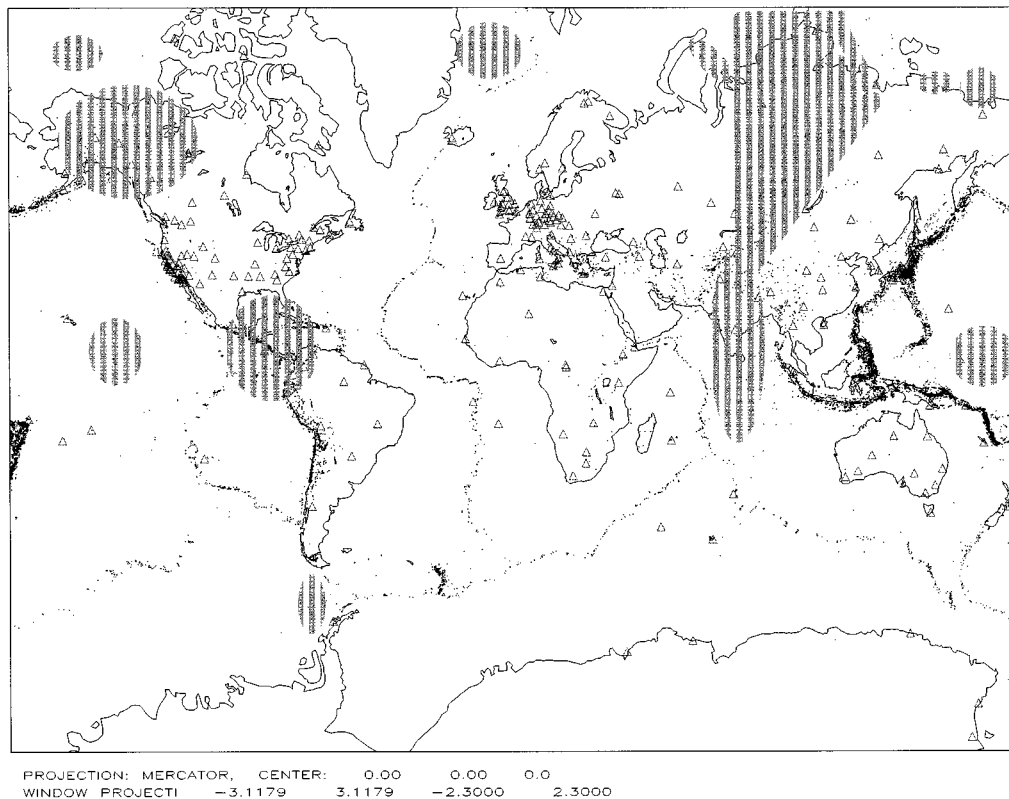 PROJECTION: MERCATOR, CENTER: 0.00 0.00 0.0
WINDOW PROJECTI -3.1179 3.1179 -2.3000 2.3000